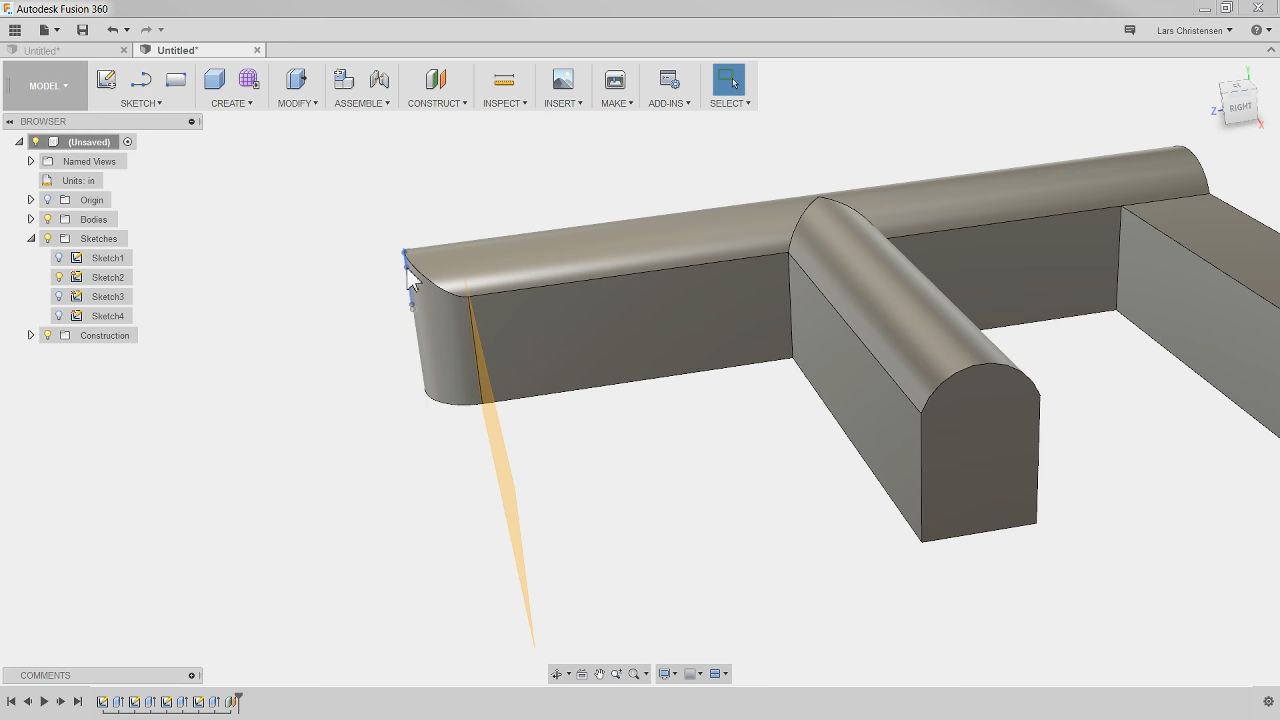 Autodesk Fusion 360
Lars Christensen
Untitled*
Untitled*
MODEL
SKETCH
CREATE
MODIFY
ASSEMBLE
CONSTRUCT
INSPECT
INSERT
MAKE
ADD-INS
SELECT
BROWSER
(Unsaved)
Named Views
Units: in
Origin
Bodies
Sketches
Sketch1
Sketch2
Sketch3
Sketch4
Construction
RIGHT
Z
X
COMMENTS